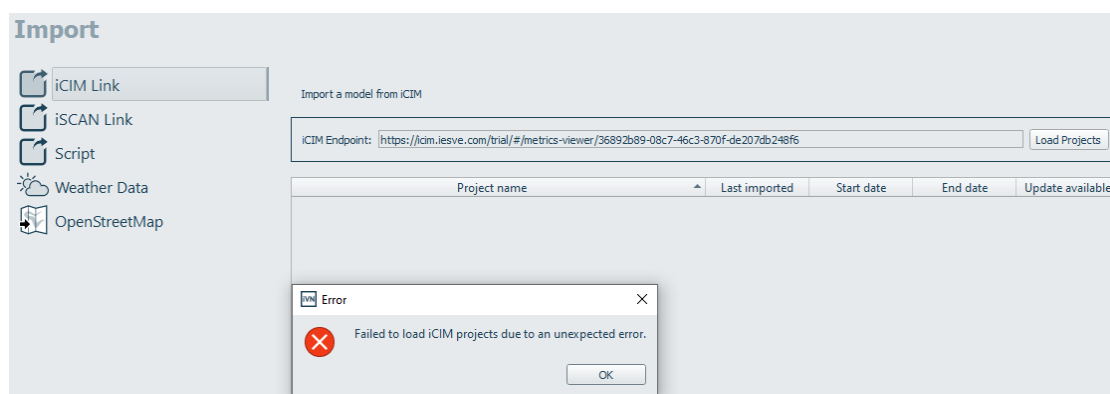 Import
iCIM Link
iSCAN Link
Script
Weather Data
OpenStreetMap
Import a model from iCIM
iCIM Endpoint: https://icim.iesve.com/trial/#/metrics-viewer/36892b89-08c7-46c3-870f-de207db248f6 Load Projects
Project name Last imported Start date End date Update available
iVN Error
Failed to load iCIM projects due to an unexpected error.
OK